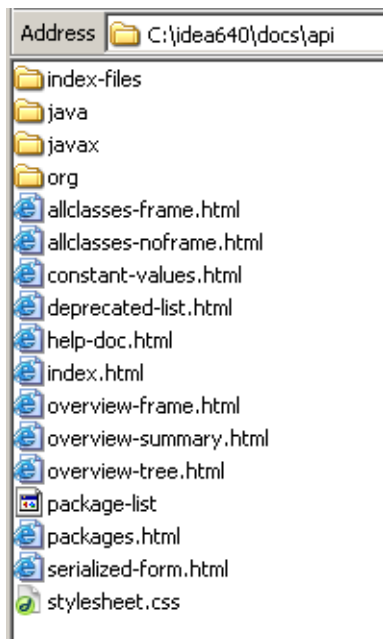 Address C:\idea640\docs\api
index-files
java
javax
org
allclasses-frame.html
allclasses-noframe.html
constant-values.html
deprecated-list.html
help-doc.html
index.html
overview-frame.html
overview-summary.html
overview-tree.html
package-list
packages.html
serialized-form.html
stylesheet.css